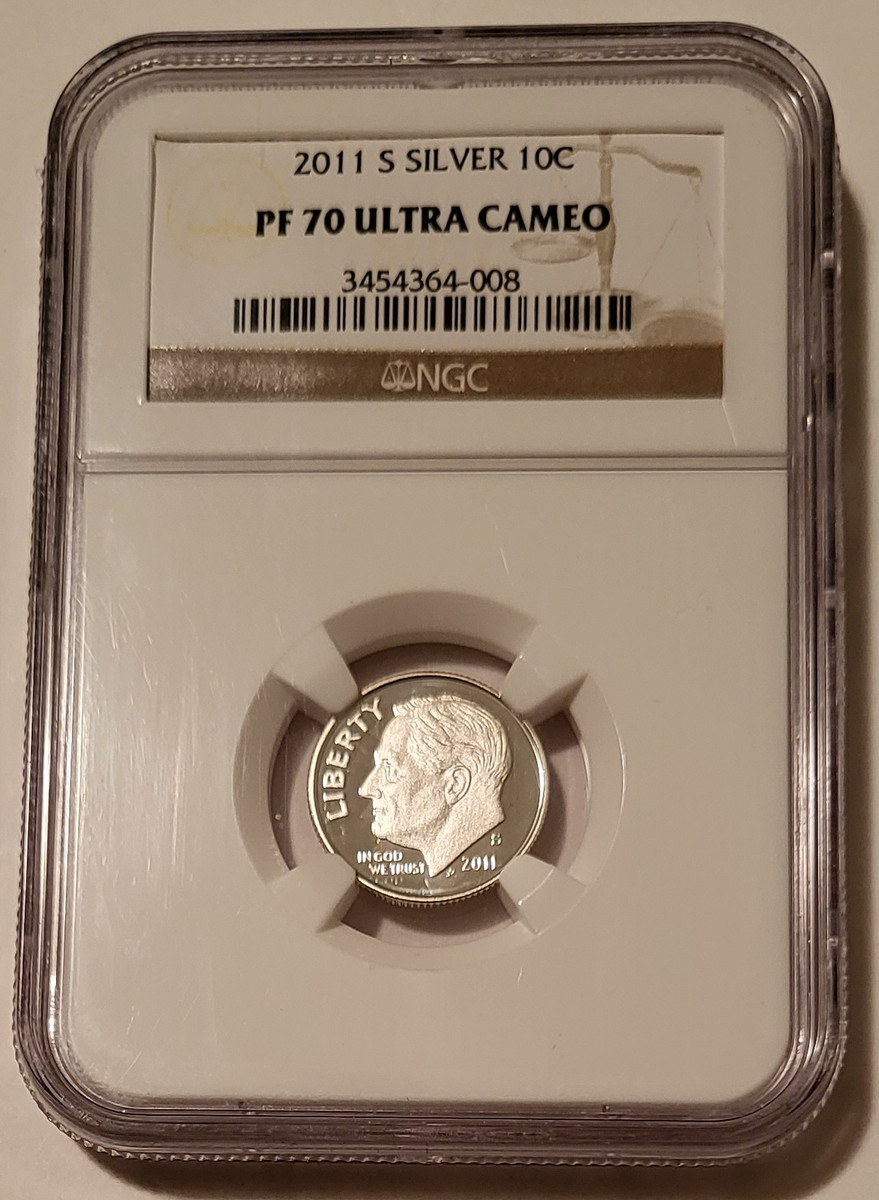 2011 S SILVER 10C
PF 70 ULTRA CAMEO
3454364-008
NGC
LIBERTY
IN GOD
WE TRUST
S
2011